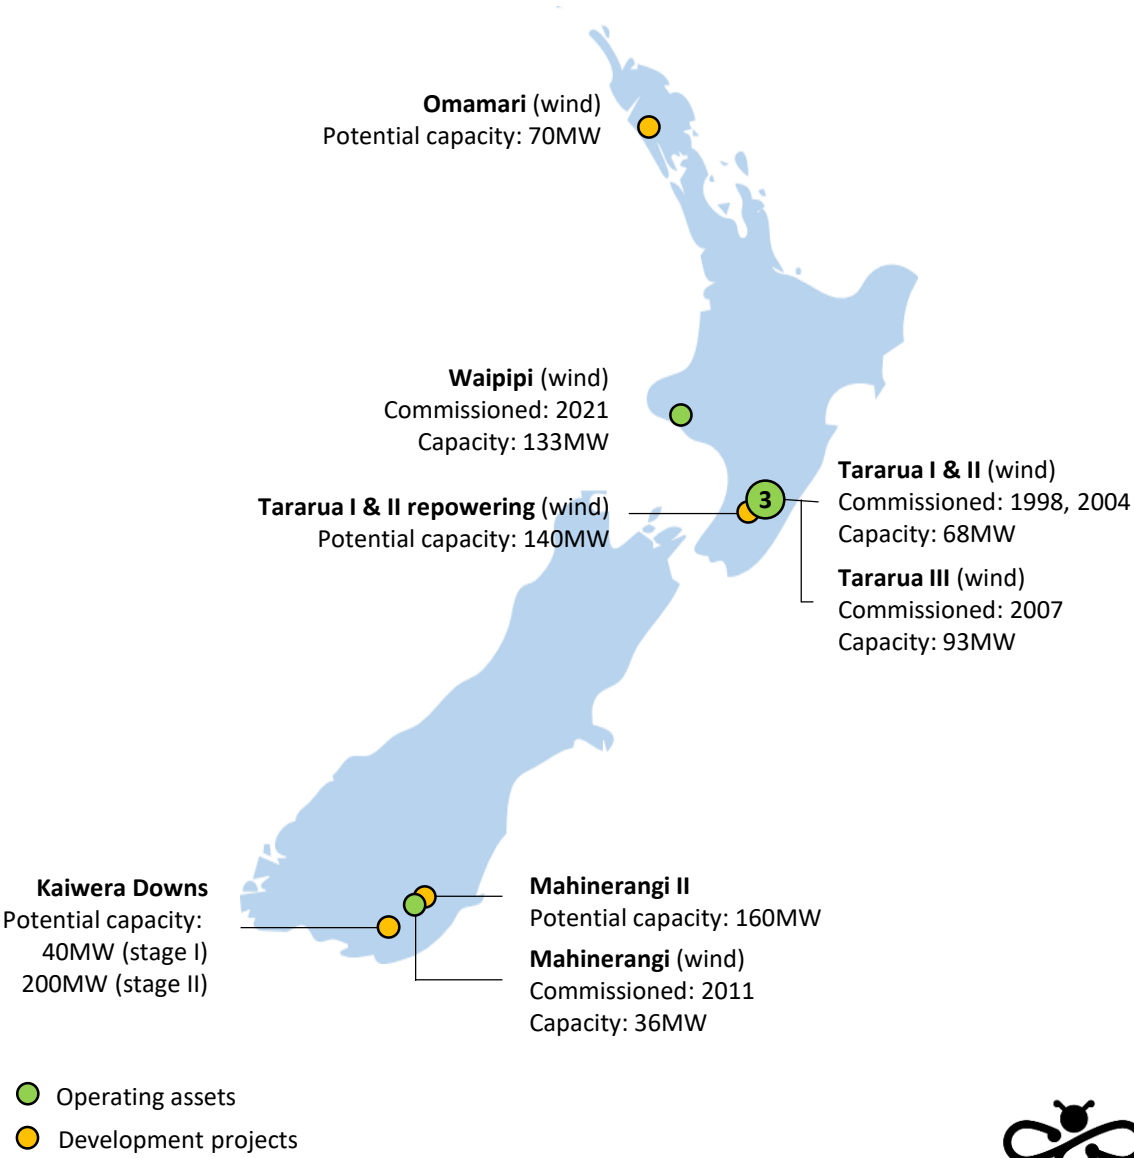 Omamari (wind)
Potential capacity: 70MW
Waipipi (wind)
Commissioned: 2021
Capacity: 133MW
Tararua I & II repowering (wind)
Potential capacity: 140MW
3
Tararua I & II (wind)
Commissioned: 1998, 2004
Capacity: 68MW
Tararua III (wind)
Commissioned: 2007
Capacity: 93MW
Kaiwera Downs
Potential capacity:
40MW (stage I)
200MW (stage II)
Mahinerangi II
Potential capacity: 160MW
Mahinerangi (wind)
Commissioned: 2011
Capacity: 36MW
Operating assets
Development projects